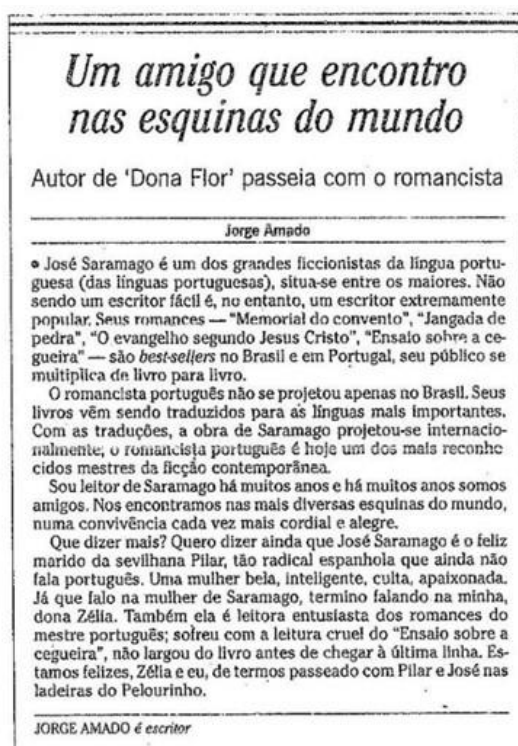 Um amigo que encontro
nas esquinas do mundo
Autor de 'Dona Flor' passeia com o romancista
Jorge Amado
• José Saramago é um dos grandes ficcionistas da língua portu-
guesa (das línguas portuguesas), situa-se entre os maiores. Não
sendo um escritor fácil é, no entanto, um escritor extremamente
popular. Seus romances — "Memorial do convento", "Jangada de
pedra", "O evangelho segundo Jesus Cristo", "Ensaio sobre a ce-
gueira" — são best-sellers no Brasil e em Portugal, seu público se
multiplica de livro para livro.
O romancista português não se projetou apenas no Brasil. Seus
livros vêm sendo traduzidos para as línguas mais importantes.
Com as traduções, a obra de Saramago projetou-se internacio-
nalmente; o romancista português é hoje um dos mais reconhe
cidos mestres da ficção contemporânea.
Sou leitor de Saramago há muitos anos e há muitos anos somos
amigos. Nos encontramos nas mais diversas esquinas do mundo,
numa convivência cada vez mais cordial e alegre.
Que dizer mais? Quero dizer ainda que José Saramago é o feliz
marido da sevilhana Pilar, tão radical espanhola que ainda não
fala português. Uma mulher bela, inteligente, culta, apaixonada.
Já que falo na mulher de Saramago, termino falando na minha,
dona Zélia. Também ela é leitora entusiasta dos romances do
mestre português; sofreu com a leitura cruel do "Ensaio sobre a
cegueira", não largou do livro antes de chegar à última linha. Es-
tamos felizes, Zélia e eu, de termos passeado com Pilar e José nas
ladeiras do Pelourinho.
JORGE AMADO é escritor